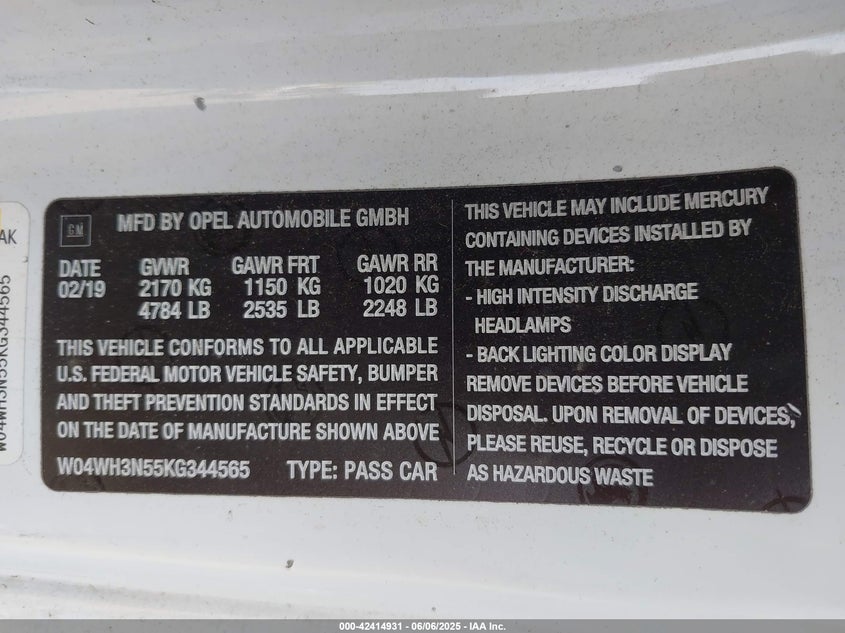 AK
W04WH3N55KG344565
GM
MFD BY OPEL AUTOMOBILE GMBH
DATE GVWR GAWR FRT GAWR RR
02/19 2170 KG 1150 KG 1020 KG
4784 LB 2535 LB 2248 LB
THIS VEHICLE CONFORMS TO ALL APPLICABLE
U.S. FEDERAL MOTOR VEHICLE SAFETY, BUMPER
AND THEFT PREVENTION STANDARDS IN EFFECT
ON THE DATE OF MANUFACTURE SHOWN ABOVE
W04WH3N55KG344565 TYPE: PASS CAR
THIS VEHICLE MAY INCLUDE MERCURY
CONTAINING DEVICES INSTALLED BY
THE MANUFACTURER:
- HIGH INTENSITY DISCHARGE
HEADLAMPS
- BACK LIGHTING COLOR DISPLAY
REMOVE DEVICES BEFORE VEHICLE
DISPOSAL. UPON REMOVAL OF DEVICES,
PLEASE REUSE, RECYCLE OR DISPOSE
AS HAZARDOUS WASTE
000-42414931 - 06/06/2025 - IAA Inc.